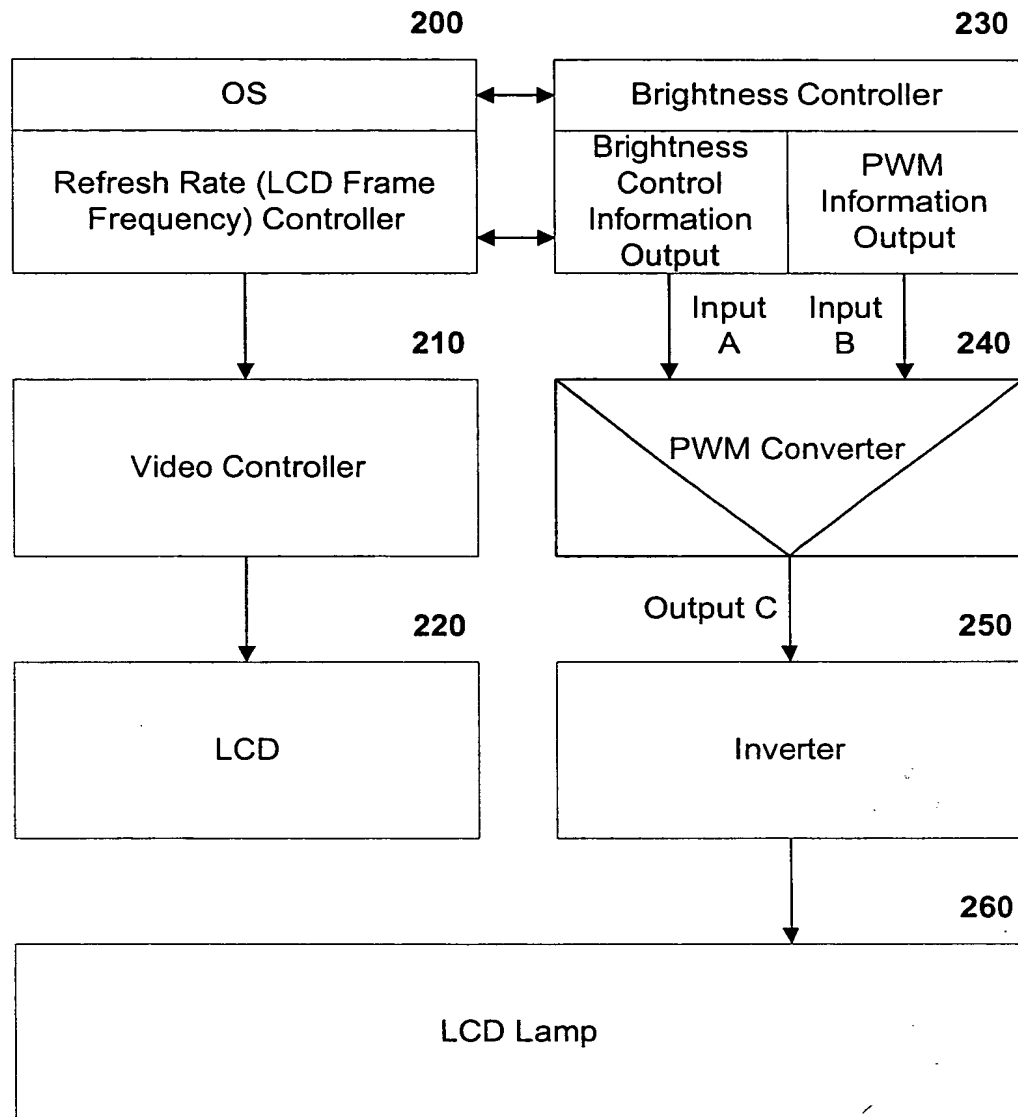 200
230
OS
Brightness Controller
Refresh Rate (LCD Frame
Frequency) Controller
Brightness
Control
Information
Output
PWM
Information
Output
Input
A
Input
B
210
240
Video Controller
PWM Converter
Output C
220
250
LCD
Inverter
260
LCD Lamp